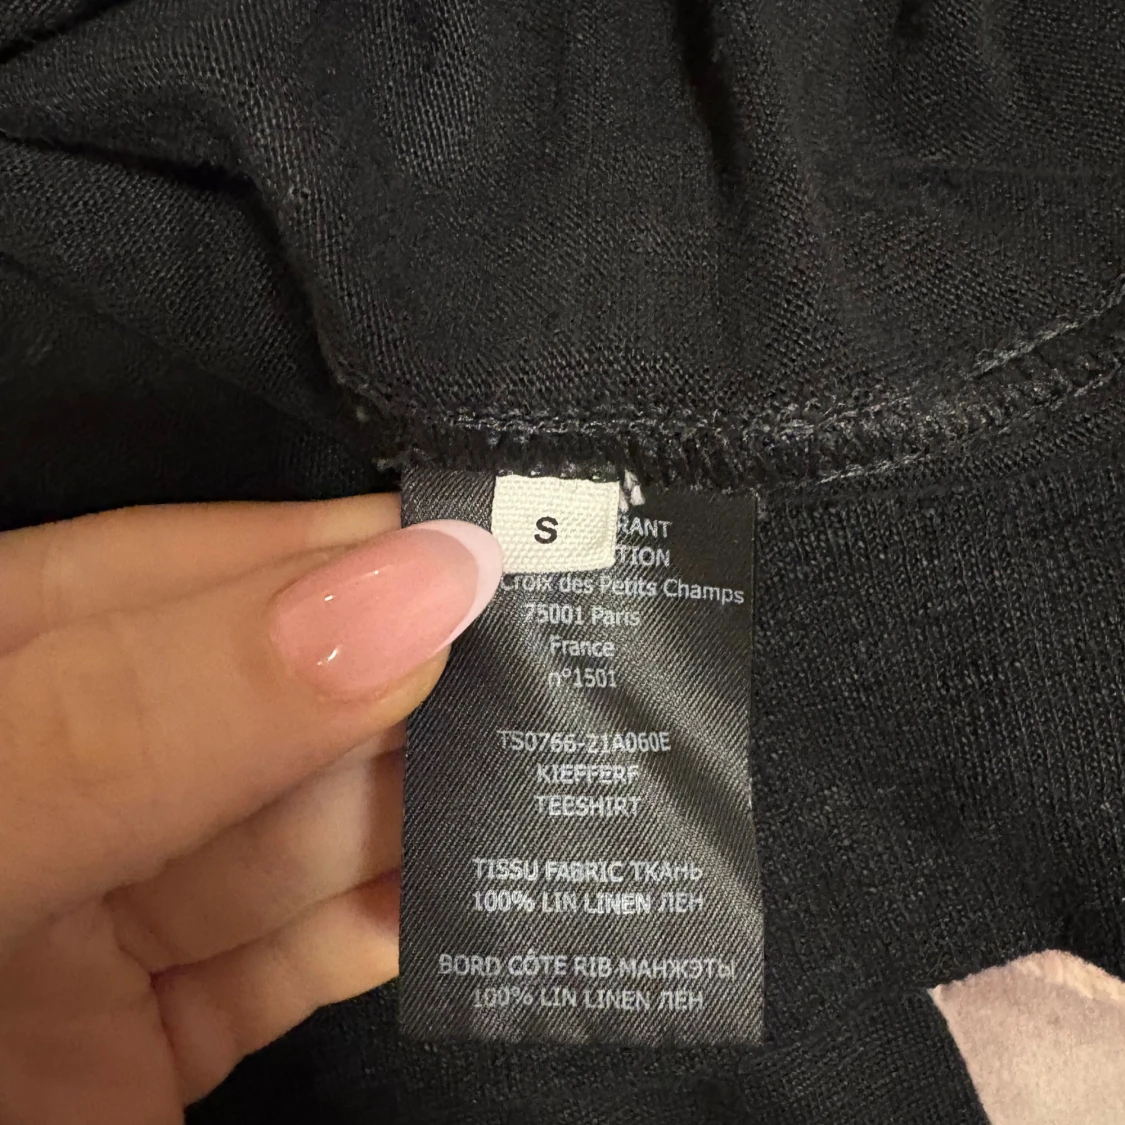 S
RANT
TION
Croix des Petits Champs
75001 Paris
France
n°1501
TS0766-21A060E
KIEFFERF
TEESHIRT
TISSU FABRIC ТКАНЬ
100% LIN LINEN ЛЕН
BORD CÔTE RIB МАНЖЭТЫ
100% LIN LINEN ЛЕН